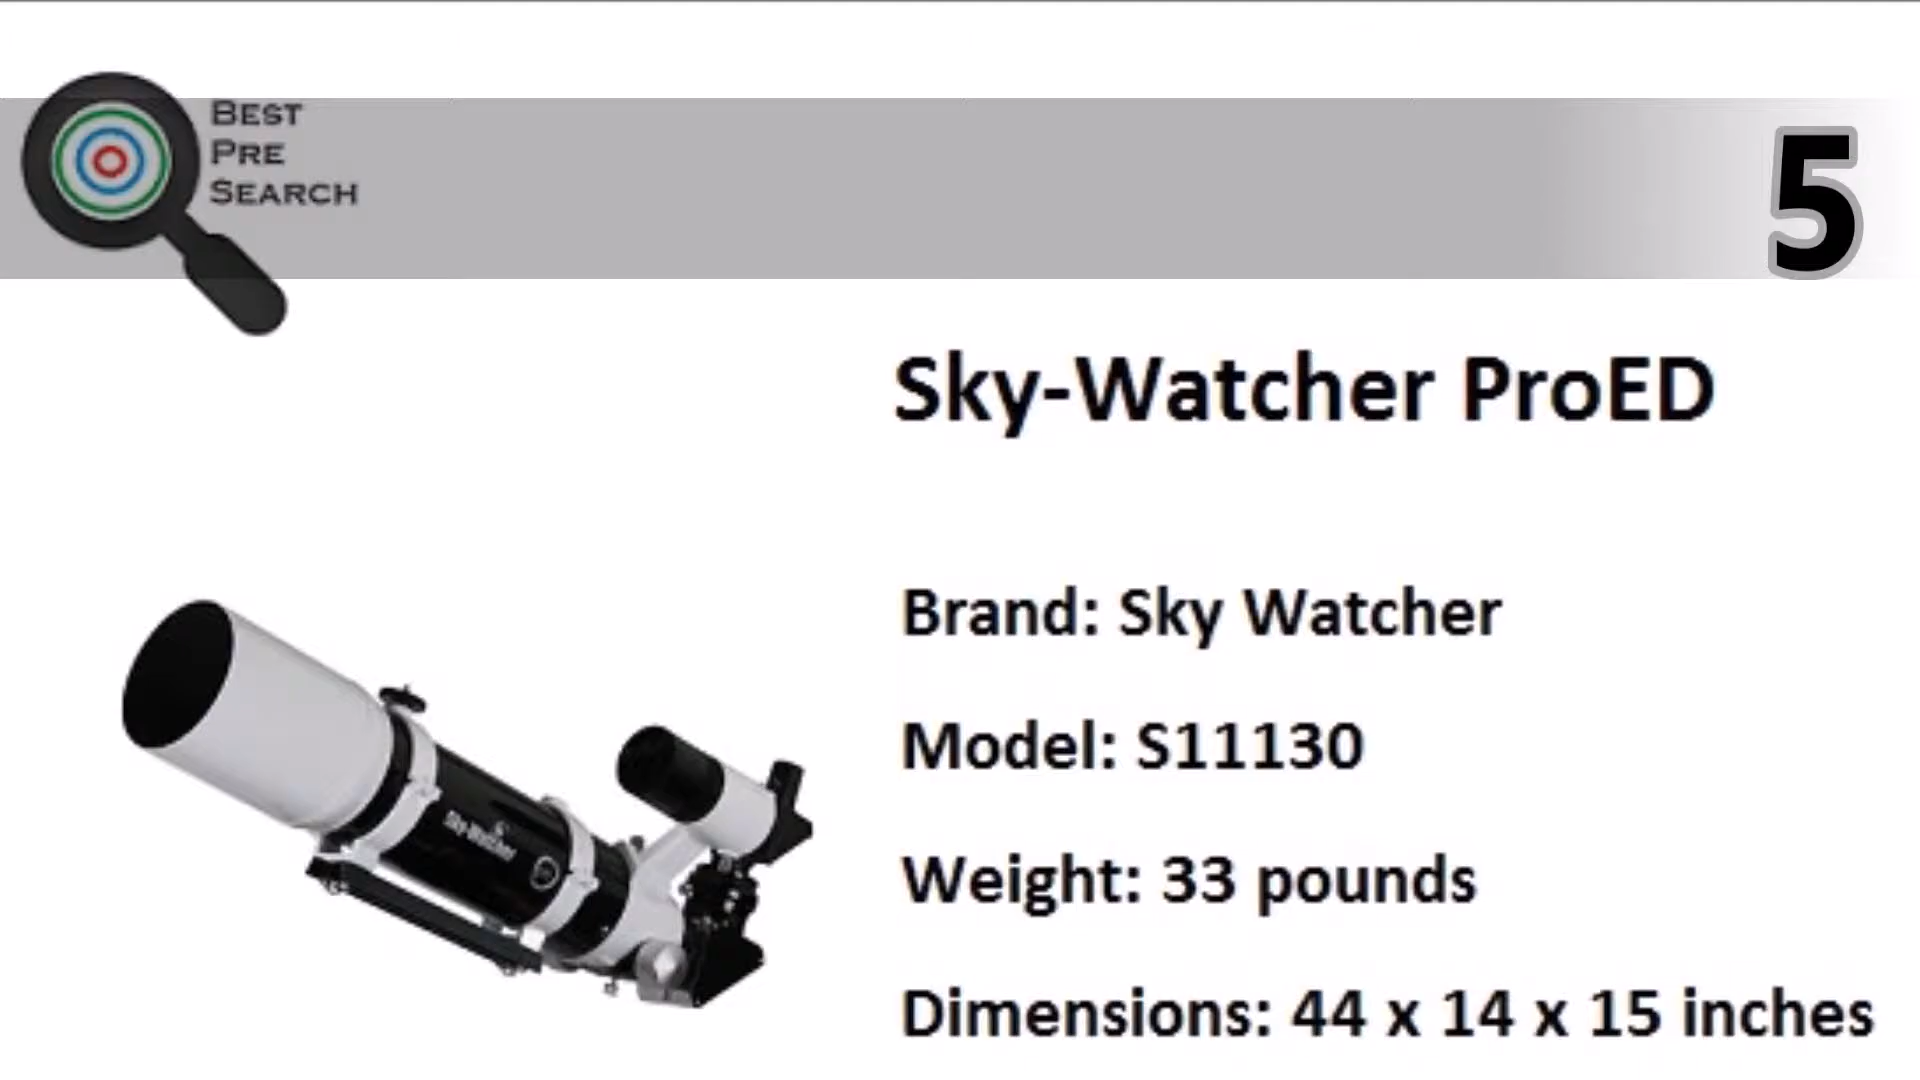 BEST
PRE
SEARCH
5
Sky-Watcher ProED
Brand: Sky Watcher
Model: S11130
Weight: 33 pounds
Dimensions: 44 x 14 x 15 inches
Sky-Watcher